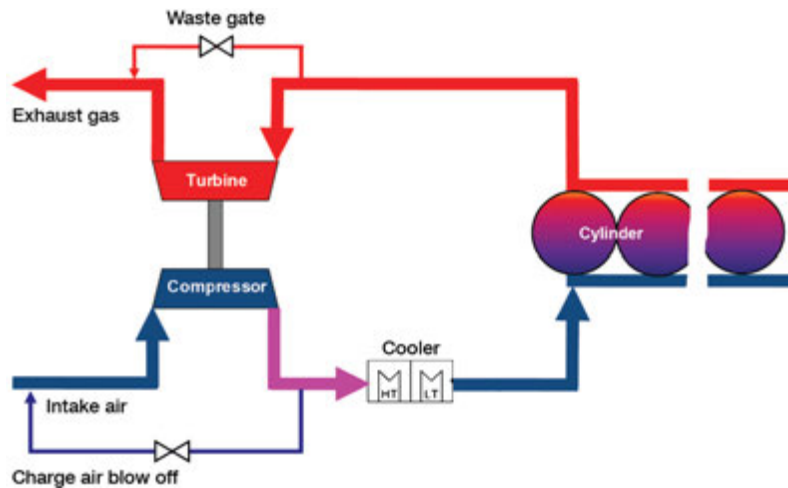 Waste gate
Exhaust gas
Turbine
Cylinder
Compressor
Cooler
HT LT
Intake air
Charge air blow off